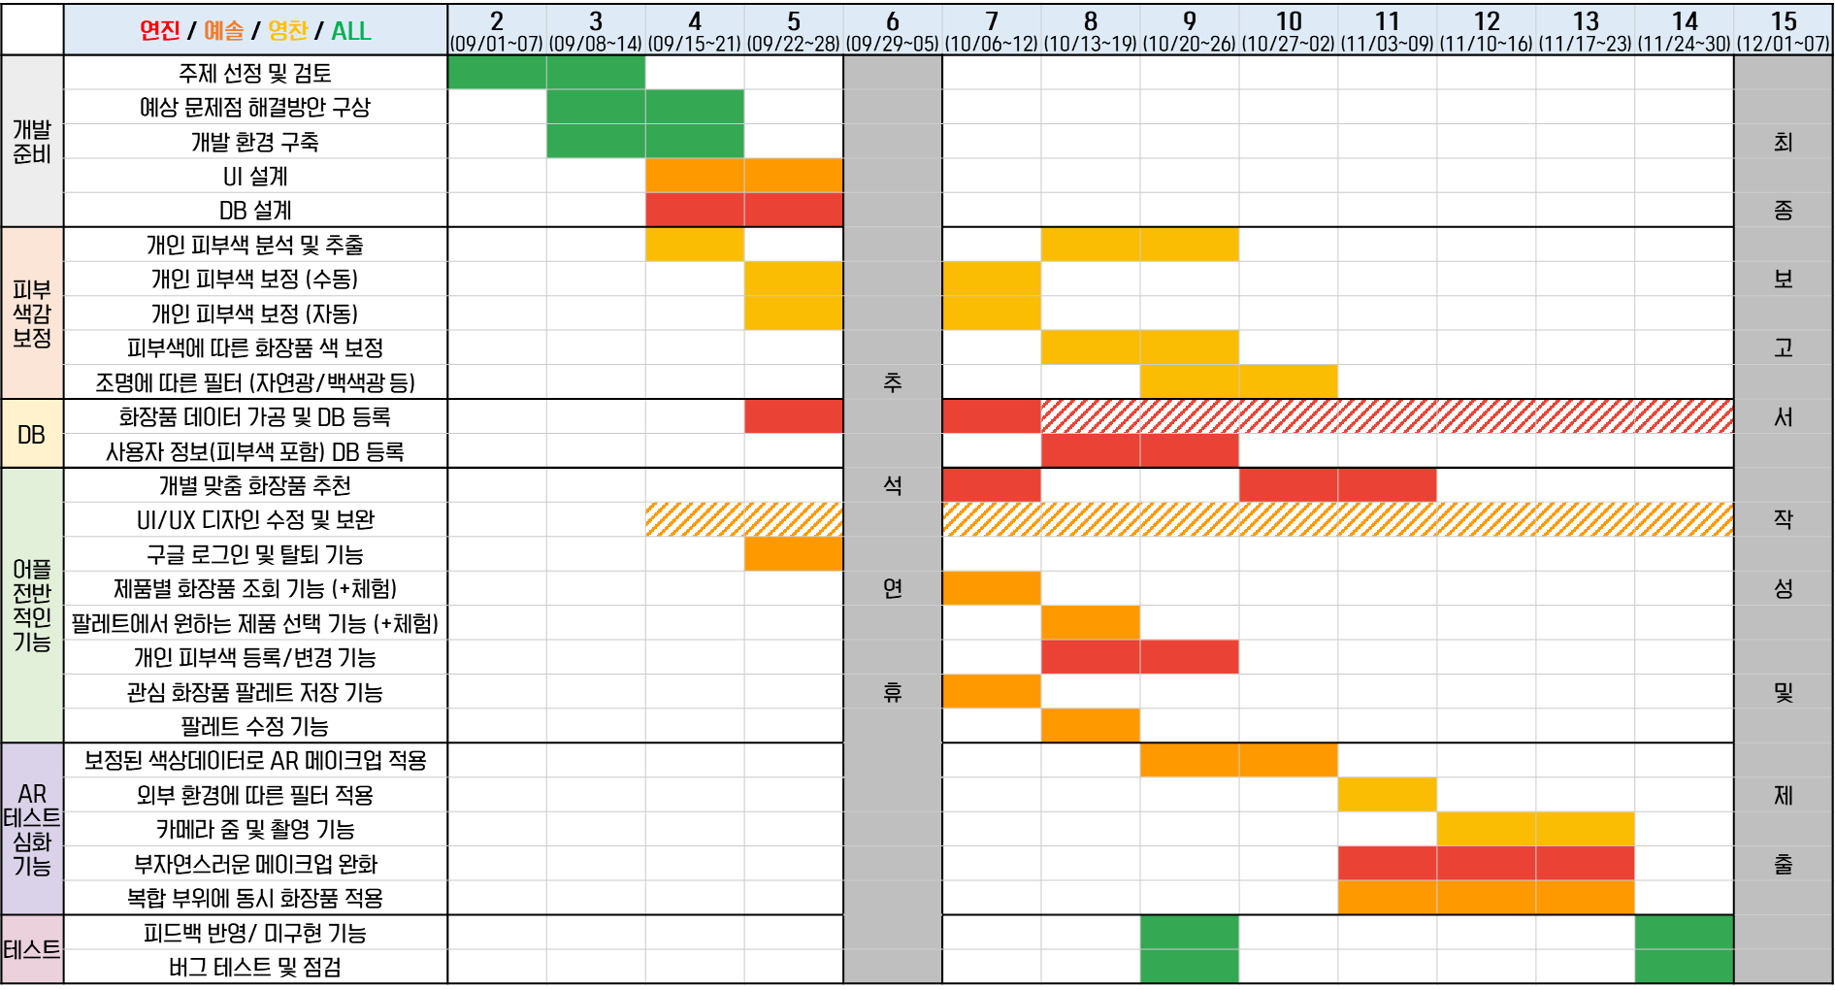 연진 / 예솔 / 영찬 / ALL
2 3 4 5 6 7 8 9 10 11 12 13 14 15
(09/01~07) (09/08~14) (09/15~21) (09/22~28) (09/29~05) (10/06~12) (10/13~19) (10/20~26) (10/27~02) (11/03~09) (11/10~16) (11/17~23) (11/24~30) (12/01~07)
개발
준비
주제 선정 및 검토
예상 문제점 해결방안 구상
개발 환경 구축
UI 설계
DB 설계
피부
색감
보정
개인 피부색 분석 및 추출
개인 피부색 보정 (수동)
개인 피부색 보정 (자동)
피부색에 따른 화장품 색 보정
조명에 따른 필터 (자연광/백색광 등)
DB
화장품 데이터 가공 및 DB 등록
사용자 정보(피부색 포함) DB 등록
어플
전반
적인
기능
개별 맞춤 화장품 추천
UI/UX 디자인 수정 및 보완
구글 로그인 및 탈퇴 기능
제품별 화장품 조회 기능 (+체험)
팔레트에서 원하는 제품 선택 기능 (+체험)
개인 피부색 등록/변경 기능
관심 화장품 팔레트 저장 기능
팔레트 수정 기능
AR
테스트
심화
기능
보정된 색상데이터로 AR 메이크업 적용
외부 환경에 따른 필터 적용
카메라 줌 및 촬영 기능
부자연스러운 메이크업 완화
복합 부위에 동시 화장품 적용
테스트
피드백 반영/ 미구현 기능
버그 테스트 및 점검
추
석
연
휴
최
종
보
고
서
작
성
및
제
출